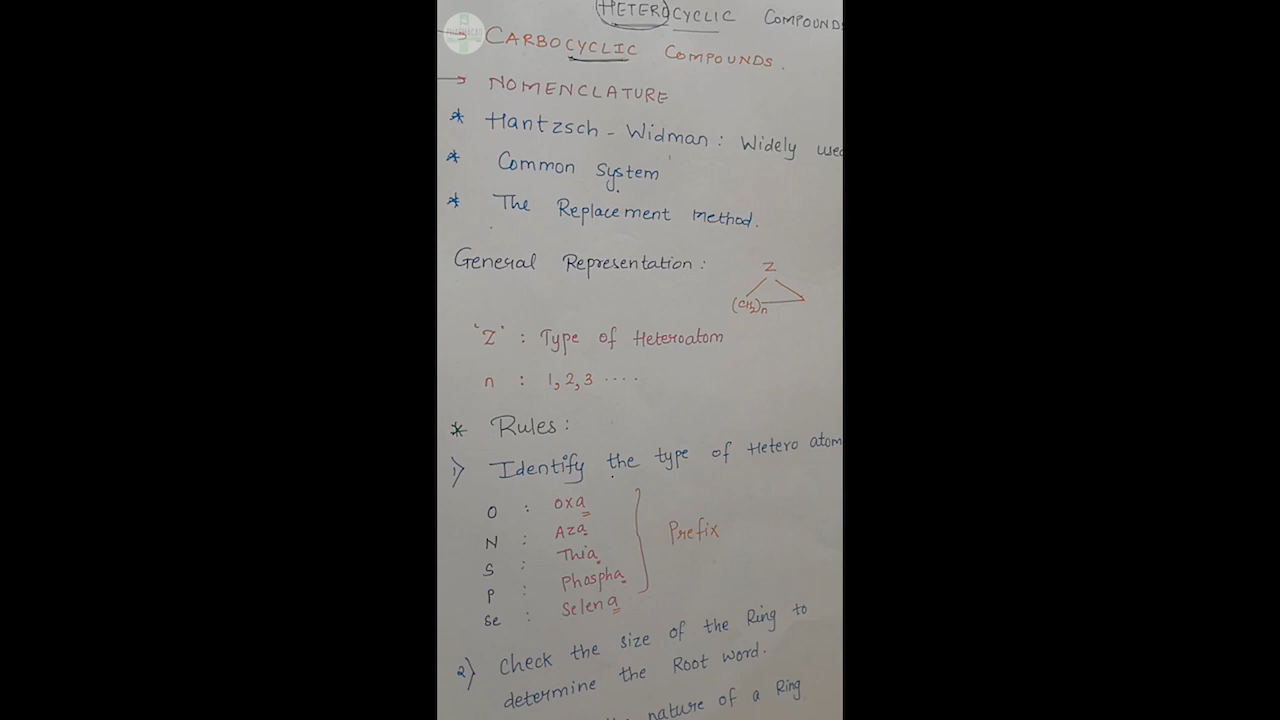 HETEROCYCLIC COMPOUNDS
→ CARBOCYCLIC COMPOUNDS.
→ NOMENCLATURE
* Hantzsch - Widman : Widely
* Common System
* The Replacement Method.
General Representation :
Z
(CH2)n
'Z' : Type of Heteroatom
n : 1, 2, 3 ....
* Rules :
1) Identify the type of Hetero atom
O : oxa
N : Aza
S : Thia
P : Phospha
Se : Selena
Prefix
2) Check the size of the Ring to
determine the Root word.
nature of a Ring